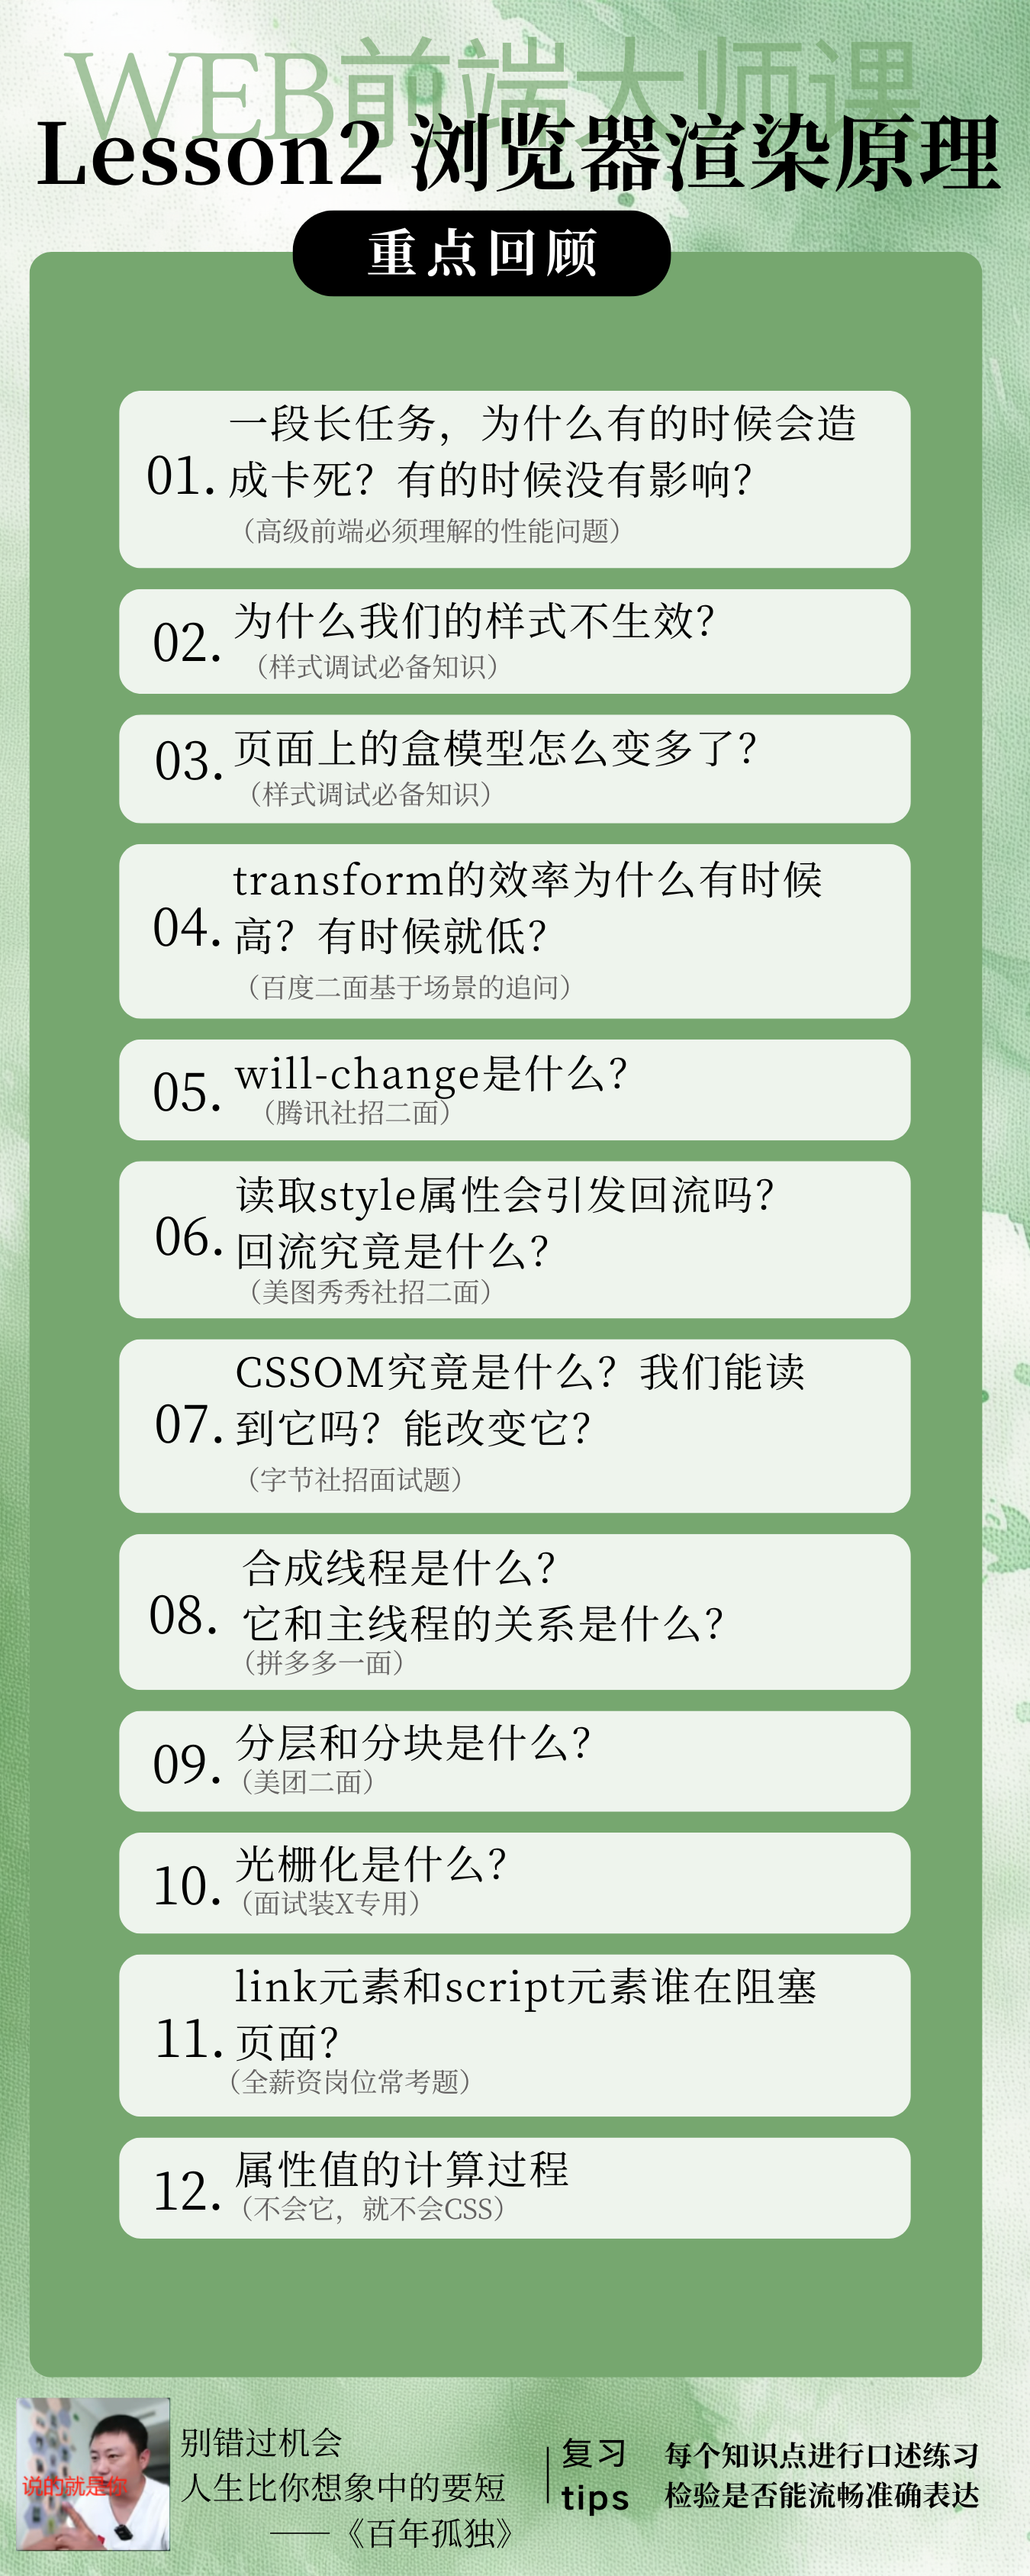 WEB前端大师课
Lesson2 浏览器渲染原理
重点回顾
01.
一段长任务，为什么有的时候会造
成卡死？有的时候没有影响？
（高级前端必须理解的性能问题）
02.
为什么我们的样式不生效？
（样式调试必备知识）
03.
页面上的盒模型怎么变多了？
（样式调试必备知识）
04.
transform的效率为什么有时候
高？有时候就低？
（百度二面基于场景的追问）
05.
will-change是什么？
（腾讯社招二面）
06.
读取style属性会引发回流吗？
回流究竟是什么？
（美图秀秀社招二面）
07.
CSSOM究竟是什么？我们能读
到它吗？能改变它？
（字节社招面试题）
08.
合成线程是什么？
它和主线程的关系是什么？
（拼多多一面）
09.
分层和分块是什么？
（美团二面）
10.
光栅化是什么？
（面试装X专用）
11.
link元素和script元素谁在阻塞
页面？
（全薪资岗位常考题）
12.
属性值的计算过程
（不会它，就不会CSS）
说的就是你
别错过机会
人生比你想象中的要短
——《百年孤独》
复习
tips
每个知识点进行口述练习
检验是否能流畅准确表达